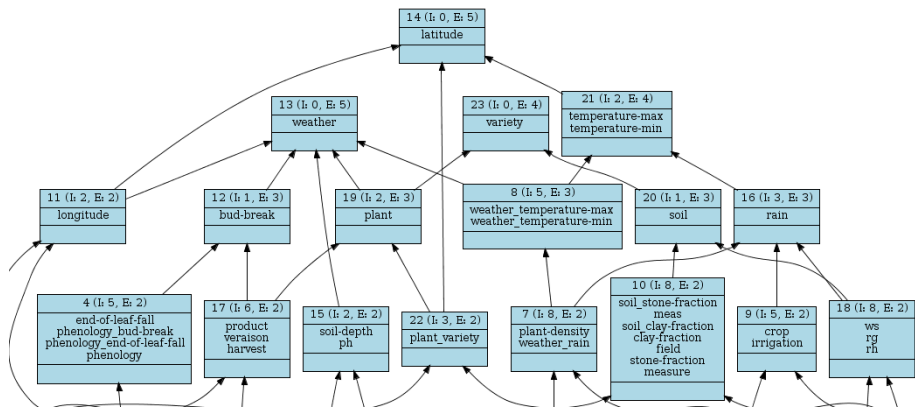 14 (I: 0, E: 5)
latitude
13 (I: 0, E: 5)
weather
23 (I: 0, E: 4)
variety
21 (I: 2, E: 4)
temperature-max
temperature-min
11 (I: 2, E: 2)
longitude
12 (I: 1, E: 3)
bud-break
19 (I: 2, E: 3)
plant
8 (I: 5, E: 3)
weather_temperature-max
weather_temperature-min
20 (I: 1, E: 3)
soil
16 (I: 3, E: 3)
rain
4 (I: 5, E: 2)
end-of-leaf-fall
phenology_bud-break
phenology_end-of-leaf-fall
phenology
17 (I: 6, E: 2)
product
veraison
harvest
15 (I: 2, E: 2)
soil-depth
ph
22 (I: 3, E: 2)
plant_variety
7 (I: 8, E: 2)
plant-density
weather_rain
10 (I: 8, E: 2)
soil_stone-fraction
meas
soil_clay-fraction
clay-fraction
field
stone-fraction
measure
9 (I: 5, E: 2)
crop
irrigation
18 (I: 8, E: 2)
ws
rg
rh